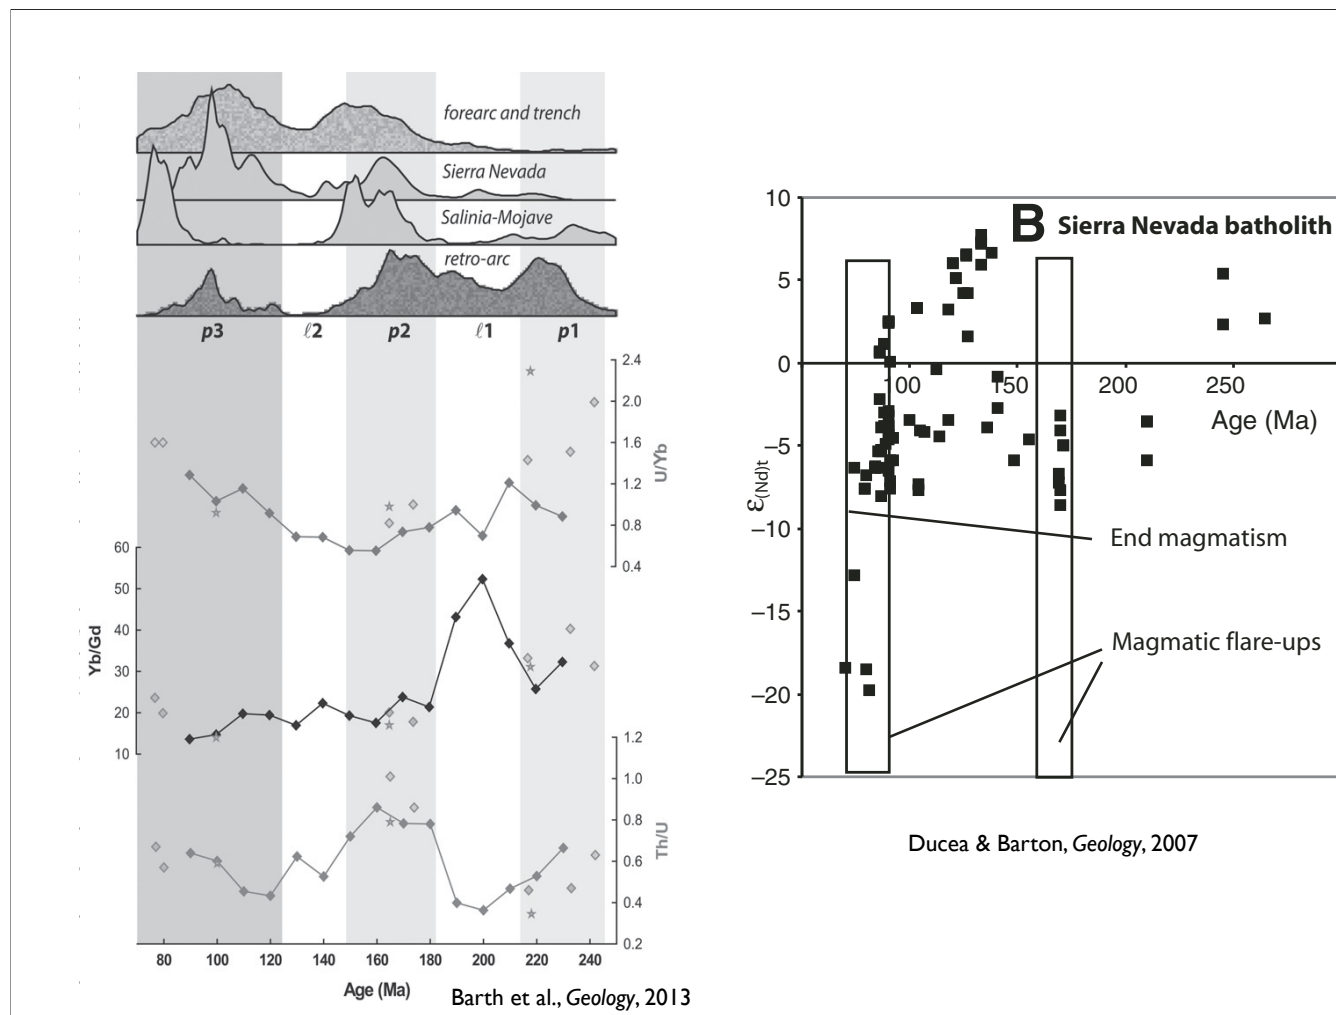 forearc and trench
Sierra Nevada
Salinia-Mojave
retro-arc
p3 ℓ2 p2 ℓ1 p1
2.4
2.0
1.6
1.2
0.8
0.4
U/Yb
60
50
40
30
20
10
Yb/Gd
1.2
1.0
0.8
0.6
0.4
0.2
Th/U
80 100 120 140 160 180 200 220 240
Age (Ma)
Barth et al., Geology, 2013
B Sierra Nevada batholith
10
5
0
−5
−10
−15
−20
−25
ε(Nd)t
100 150 200 250
Age (Ma)
End magmatism
Magmatic flare-ups
Ducea & Barton, Geology, 2007